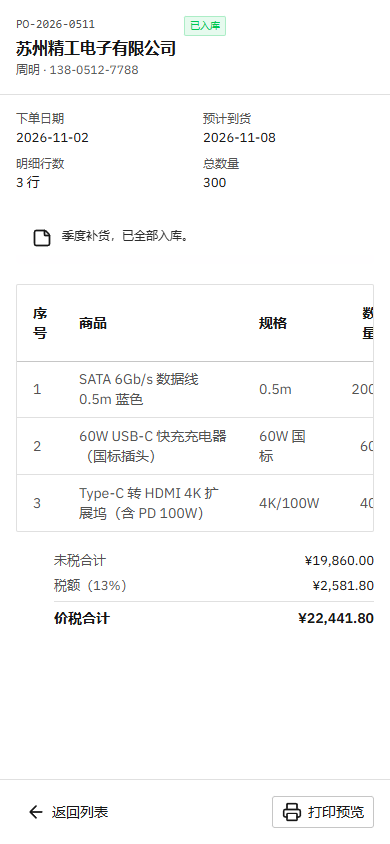 PO-2026-0511
已入库
苏州精工电子有限公司
周明 · 138-0512-7788
下单日期
预计到货
2026-11-02
2026-11-08
明细行数
总数量
3 行
300
季度补货，已全部入库。
序号 商品 规格 数量
1 SATA 6Gb/s 数据线 0.5m 蓝色 0.5m 200
2 60W USB-C 快充充电器（国标插头） 60W 国标 60
3 Type-C 转 HDMI 4K 扩展坞（含 PD 100W） 4K/100W 40
未税合计 ¥19,860.00
税额（13%） ¥2,581.80
价税合计 ¥22,441.80
返回列表
打印预览